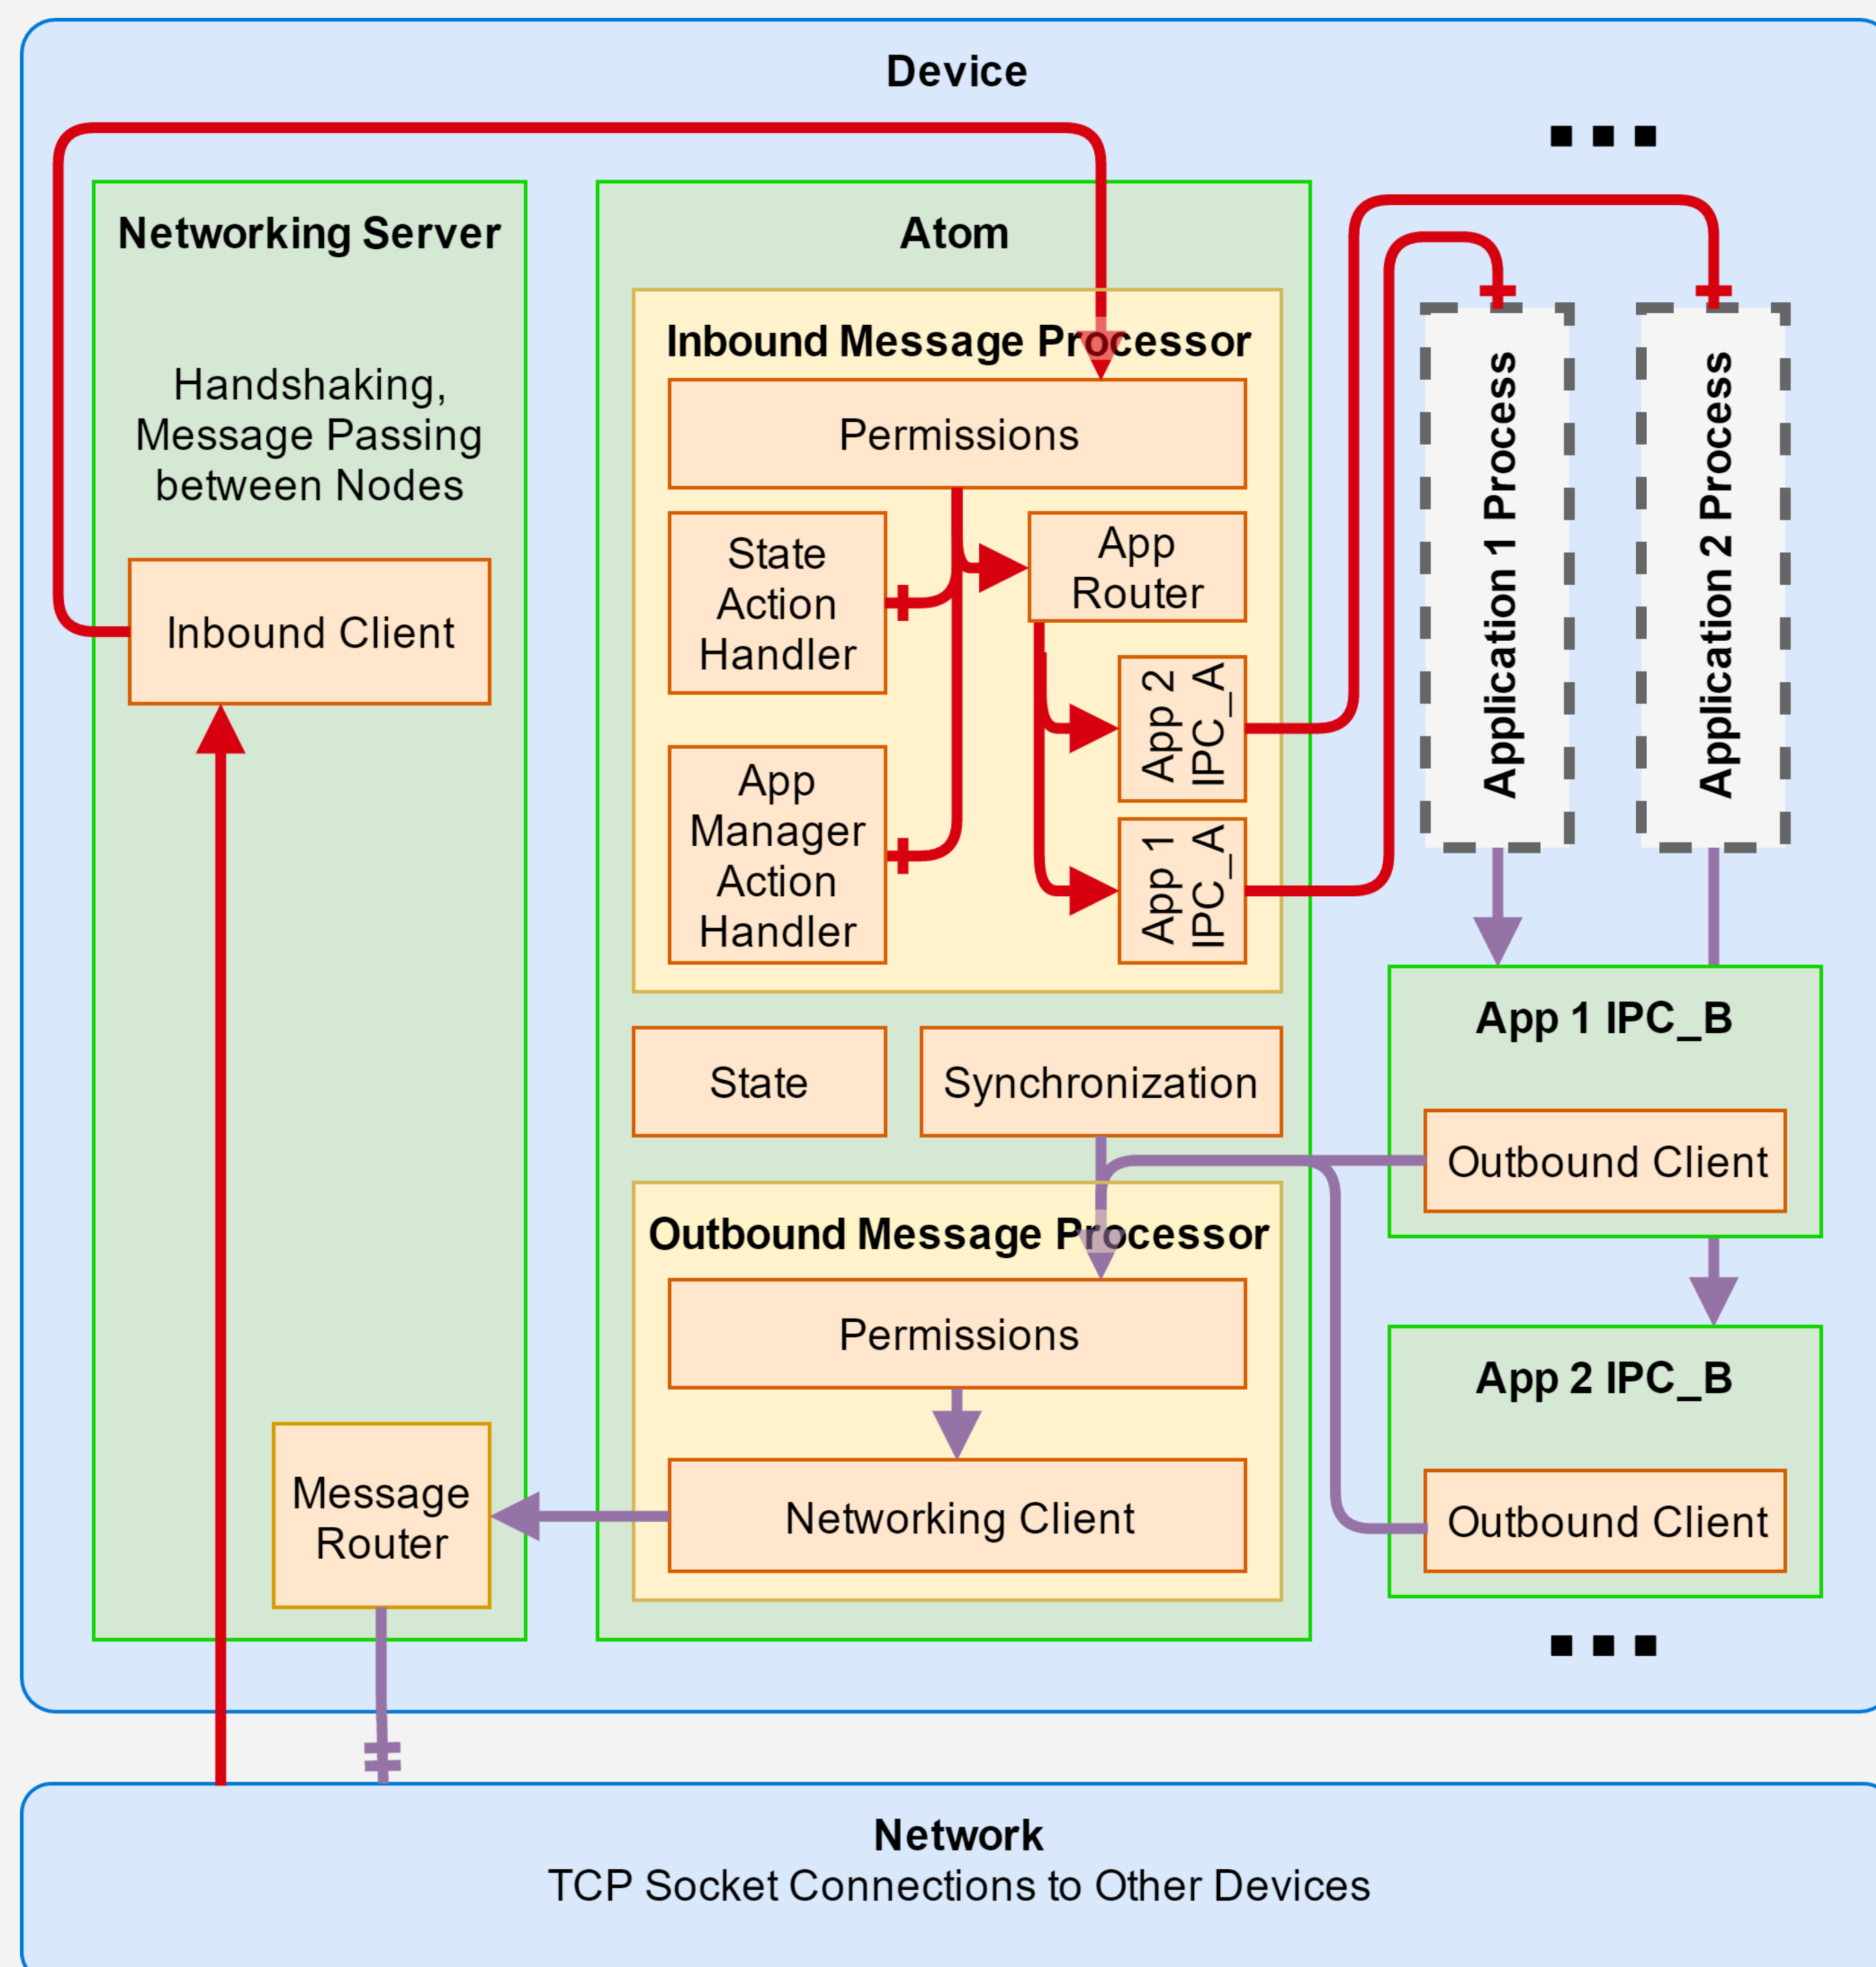 Device
Networking Server
Handshaking,
Message Passing
between Nodes
Inbound Client
Message
Router
Atom
Inbound Message Processor
Permissions
State
Action
Handler
App
Router
App 2
IPC_A
App
Manager
Action
Handler
App 1
IPC_A
State
Synchronization
Outbound Message Processor
Permissions
Networking Client
Application 1 Process
Application 2 Process
App 1 IPC_B
Outbound Client
App 2 IPC_B
Outbound Client
Network
TCP Socket Connections to Other Devices